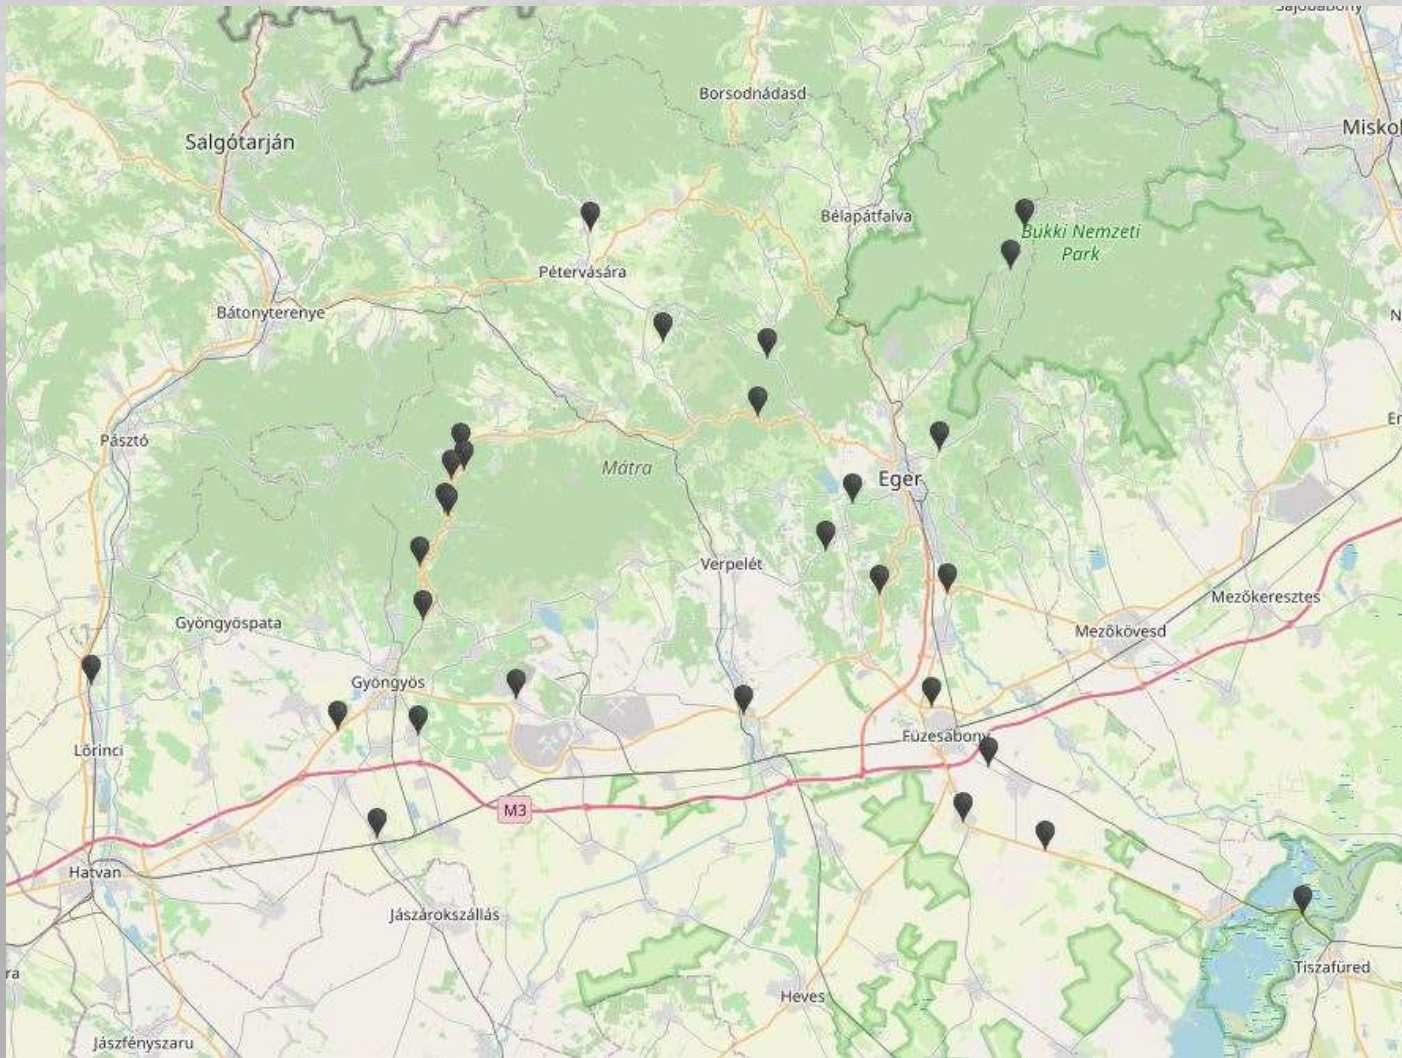 Sajóbábony
Borsodnádasd
Salgótarján
Bélapátfalva
Bükki Nemzeti
Park
Pétervására
Bátonyterenye
Pásztó
Mátra
Eger
Verpelét
Mezőkeresztes
Gyöngyöspata
Mezőkövesd
Gyöngyös
Füzesabony
Lőrinci
M3
Hatvan
Jászárokszállás
Tiszafüred
Heves
Jászfényszaru